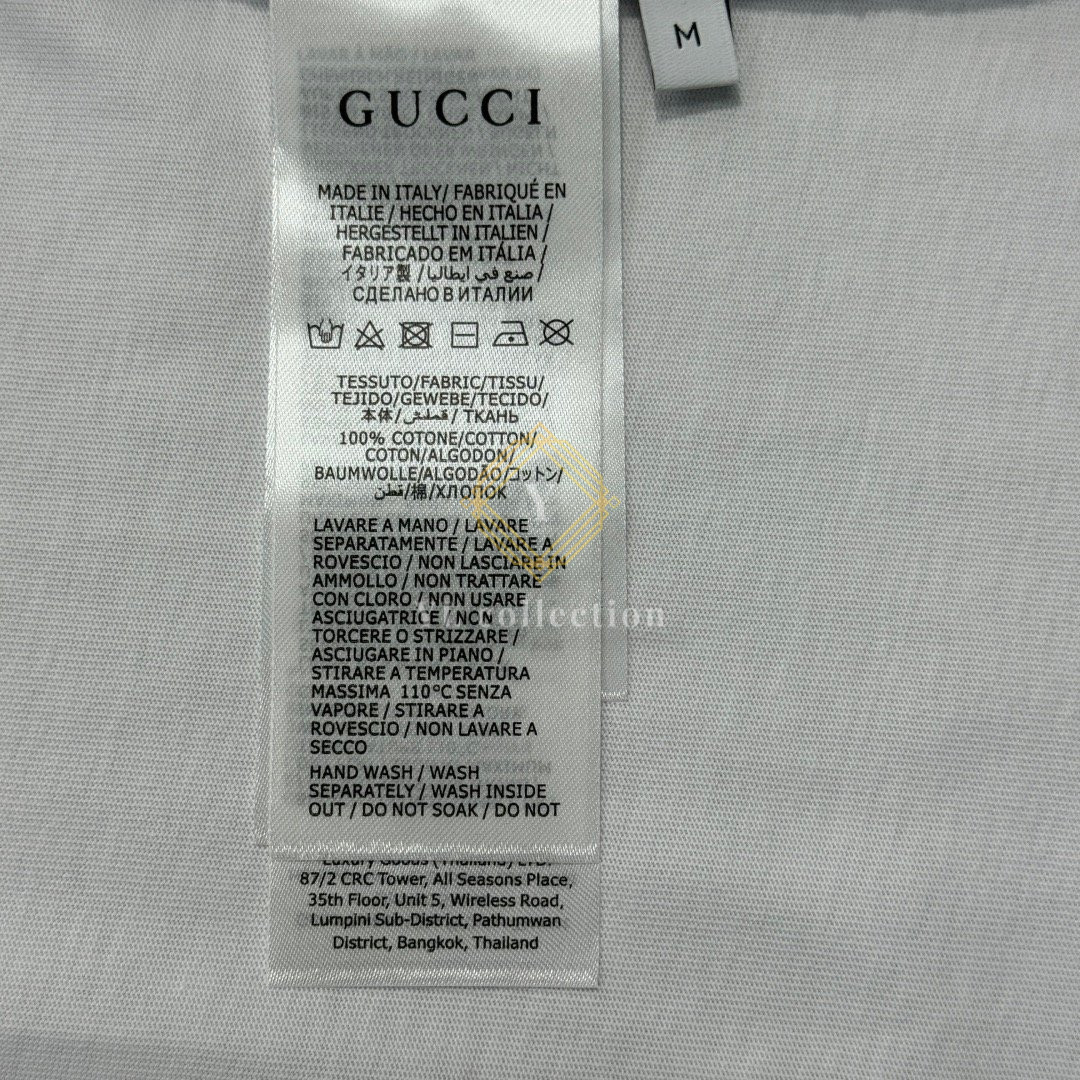 M
GUCCI
MADE IN ITALY/ FABRIQUÉ EN
ITALIE / HECHO EN ITALIA /
HERGESTELLT IN ITALIEN /
FABRICADO EM ITÁLIA /
イタリア製 / صنع في ايطاليا /
СДЕЛАНО В ИТАЛИИ
TESSUTO/FABRIC/TISSU/
TEJIDO/GEWEBE/TECIDO/
本体/قملش/ ТКАНЬ
100% COTONE/COTTON/
COTON/ALGODON/
BAUMWOLLE/ALGODÃO/コットン/
قطن/棉/ХЛОПОК
LAVARE A MANO / LAVARE
SEPARATAMENTE / LAVARE A
ROVESCIO / NON LASCIARE IN
AMMOLLO / NON TRATTARE
CON CLORO / NON USARE
ASCIUGATRICE / NON
TORCERE O STRIZZARE /
ASCIUGARE IN PIANO /
STIRARE A TEMPERATURA
MASSIMA 110°C SENZA
VAPORE / STIRARE A
ROVESCIO / NON LAVARE A
SECCO
HAND WASH / WASH
SEPARATELY / WASH INSIDE
OUT / DO NOT SOAK / DO NOT
Luxury Goods (Thailand) LTD.
87/2 CRC Tower, All Seasons Place,
35th Floor, Unit 5, Wireless Road,
Lumpini Sub-District, Pathumwan
District, Bangkok, Thailand
Y
collection